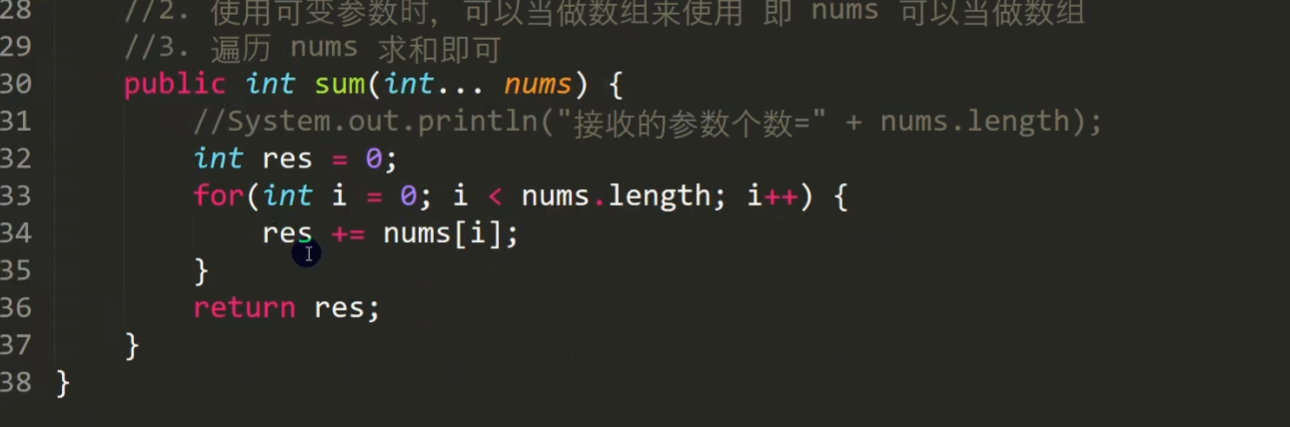 28 //2. 使用可变参数时, 可以当做数组来使用 即 nums 可以当做数组
29 //3. 遍历 nums 求和即可
30 public int sum(int... nums) {
31 //System.out.println("接收的参数个数=" + nums.length);
32 int res = 0;
33 for(int i = 0; i < nums.length; i++) {
34 res += nums[i];
35 }
36 return res;
37 }
38 }